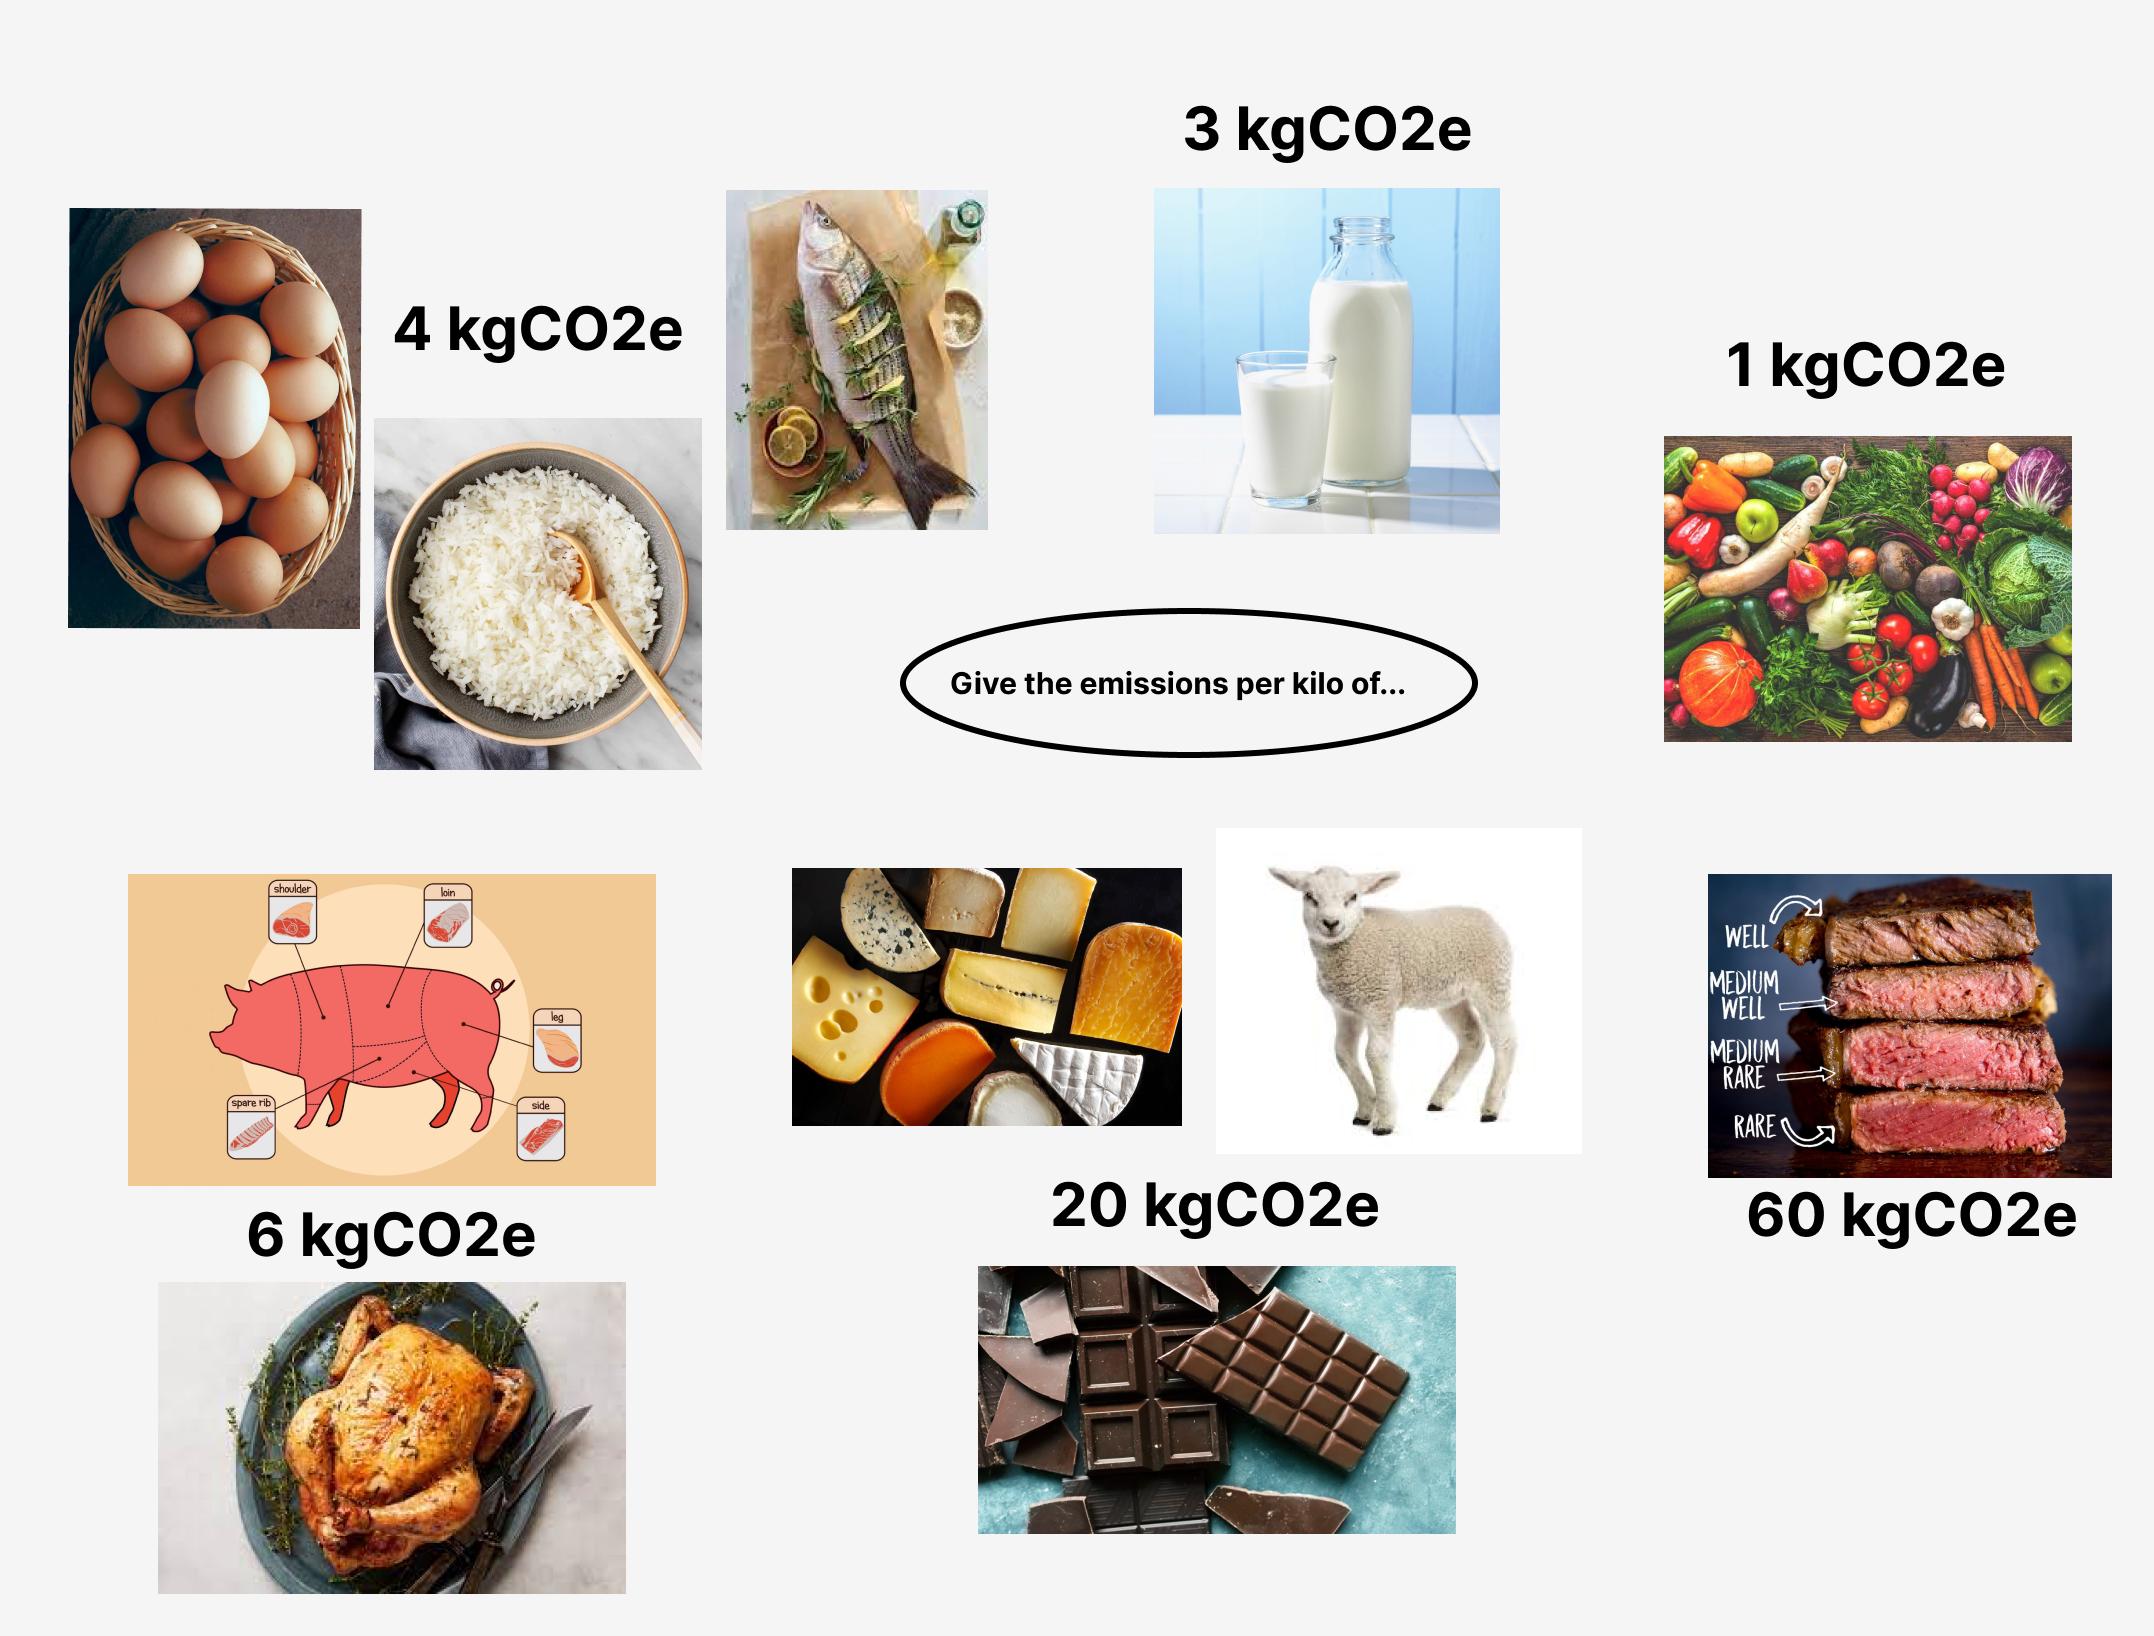 3 kgCO2e
4 kgCO2e
1 kgCO2e
Give the emissions per kilo of...
shoulder
loin
leg
spare rib
side
6 kgCO2e
20 kgCO2e
WELL
MEDIUM
WELL
MEDIUM
RARE
RARE
60 kgCO2e